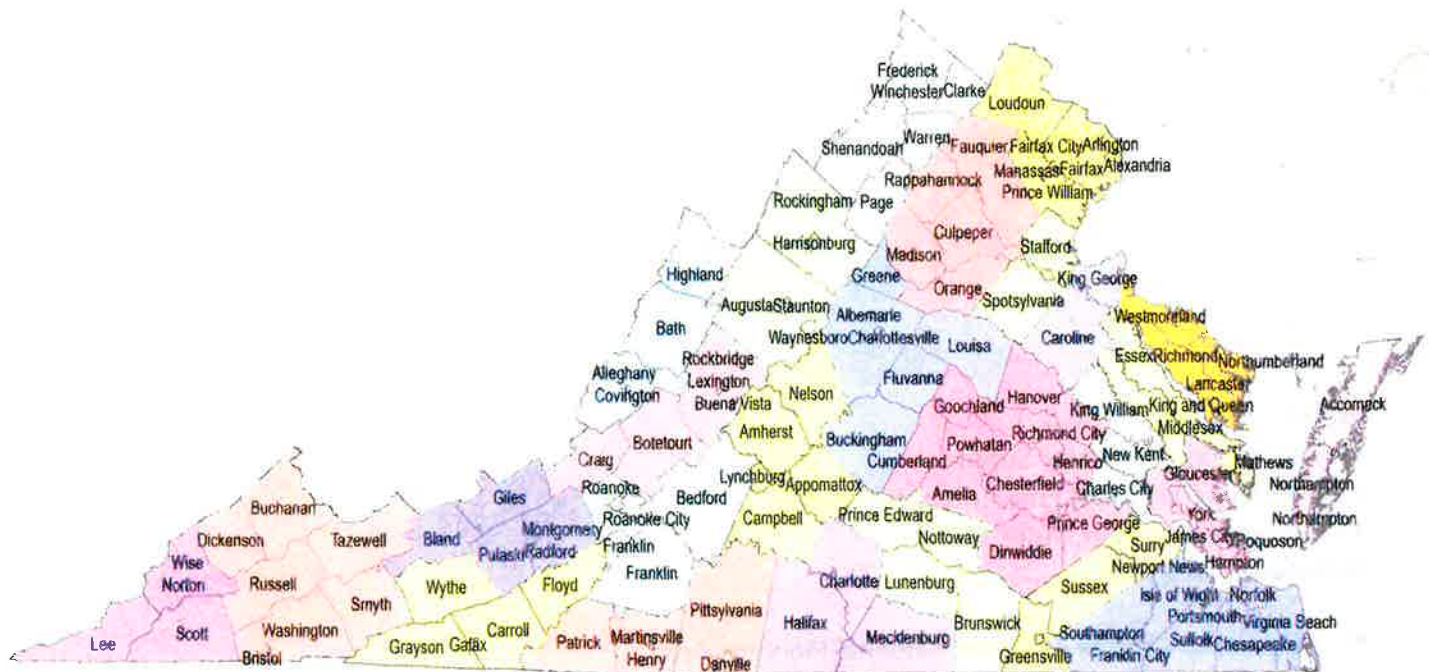 Frederick
Winchester Clarke
Loudoun
Warren
Shenandoah
Fauquier Fairfax City Arlington
Manassas Fairfax Alexandria
Rappahannock
Prince William
Rockingham
Page
Culpeper
Harrisonburg
Stafford
Madison
Highland
Greene
King George
Orange
Spotsylvania
Augusta Staunton
Albemarle
Westmoreland
Bath
Waynesboro Charlottesville
Louisa
Caroline
Rockbridge
Essex Richmond Northumberland
Alleghany
Lexington
Fluvanna
Lancaster
Covington
Nelson
Hanover
Buena Vista
Goochland
King William King and Queen
Accomack
Amherst
Richmond City
Middlesex
Botetourt
Buckingham
Powhatan
New Kent
Craig
Cumberland
Henrico
Gloucester Mathews
Lynchburg
Appomattox
Chesterfield
Roanoke
Bedford
Amelia
Charles City
Northampton
Giles
Buchanan
Roanoke City
Campbell
Prince Edward
Prince George
York
Northampton
Montgomery
Dickenson
Tazewell
Bland
James City
Poquoson
Pulaski Radford
Franklin
Nottoway
Dinwiddie
Surry
Wise
Hampton
Newport News
Franklin
Norton
Russell
Wythe
Floyd
Charlotte
Lunenburg
Sussex
Smyth
Isle of Wight Norfolk
Pittsylvania
Portsmouth Virginia Beach
Halifax
Brunswick
Scott
Washington
Carroll
Mecklenburg
Southampton
Lee
Grayson Galax
Patrick
Martinsville
Suffolk Chesapeake
Bristol
Henry
Danville
Greensville
Franklin City